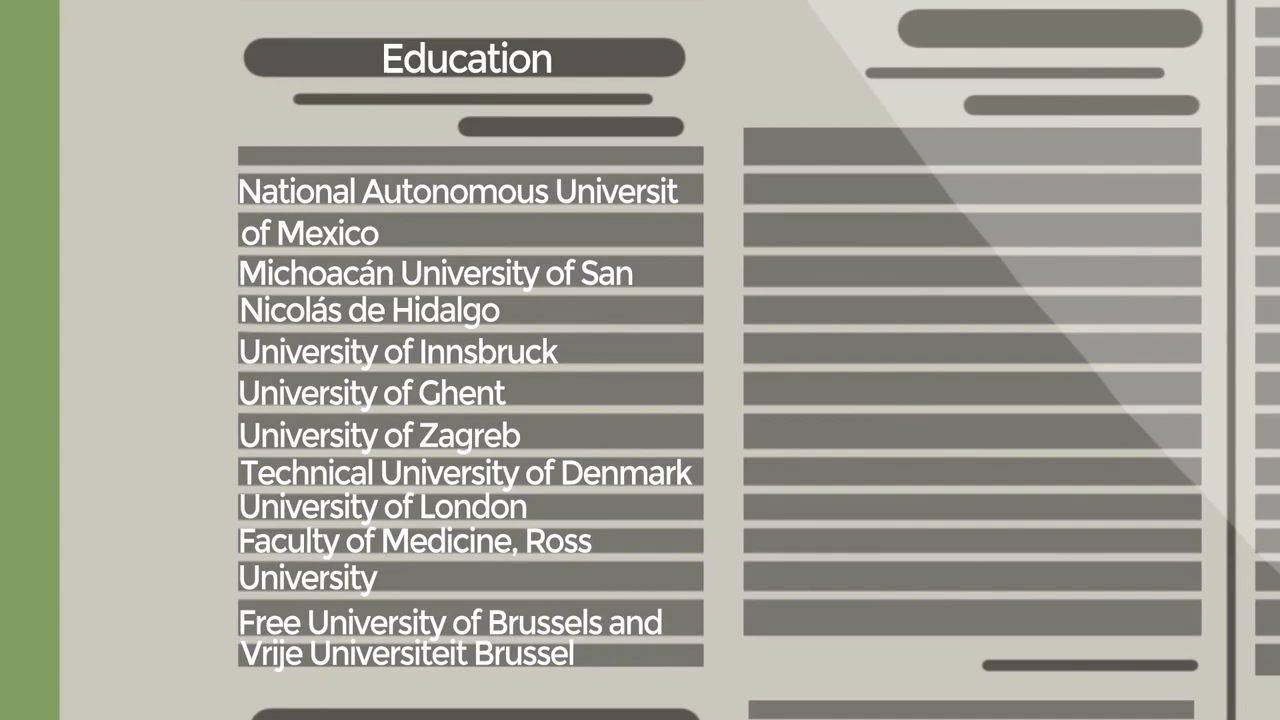 Education
National Autonomous Universit
of Mexico
Michoacán University of San
Nicolás de Hidalgo
University of Innsbruck
University of Ghent
University of Zagreb
Technical University of Denmark
University of London
Faculty of Medicine, Ross
University
Free University of Brussels and
Vrije Universiteit Brussel